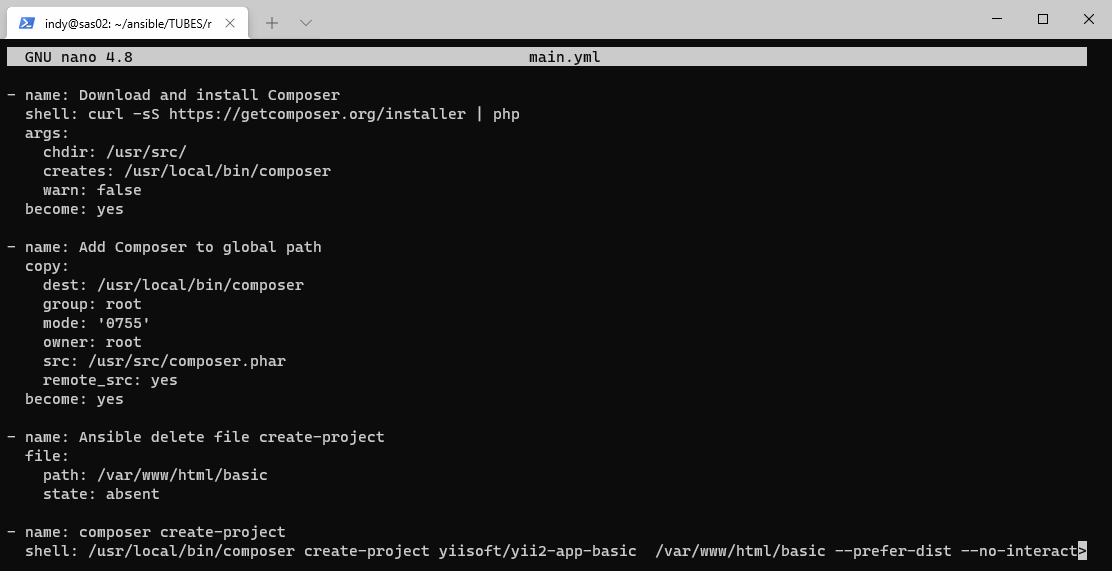 indy@sas02: ~/ansible/TUBES/r
GNU nano 4.8 main.yml
- name: Download and install Composer
  shell: curl -sS https://getcomposer.org/installer | php
  args:
    chdir: /usr/src/
    creates: /usr/local/bin/composer
    warn: false
  become: yes
- name: Add Composer to global path
  copy:
    dest: /usr/local/bin/composer
    group: root
    mode: '0755'
    owner: root
    src: /usr/src/composer.phar
    remote_src: yes
  become: yes
- name: Ansible delete file create-project
  file:
    path: /var/www/html/basic
    state: absent
- name: composer create-project
  shell: /usr/local/bin/composer create-project yiisoft/yii2-app-basic  /var/www/html/basic --prefer-dist --no-interact>